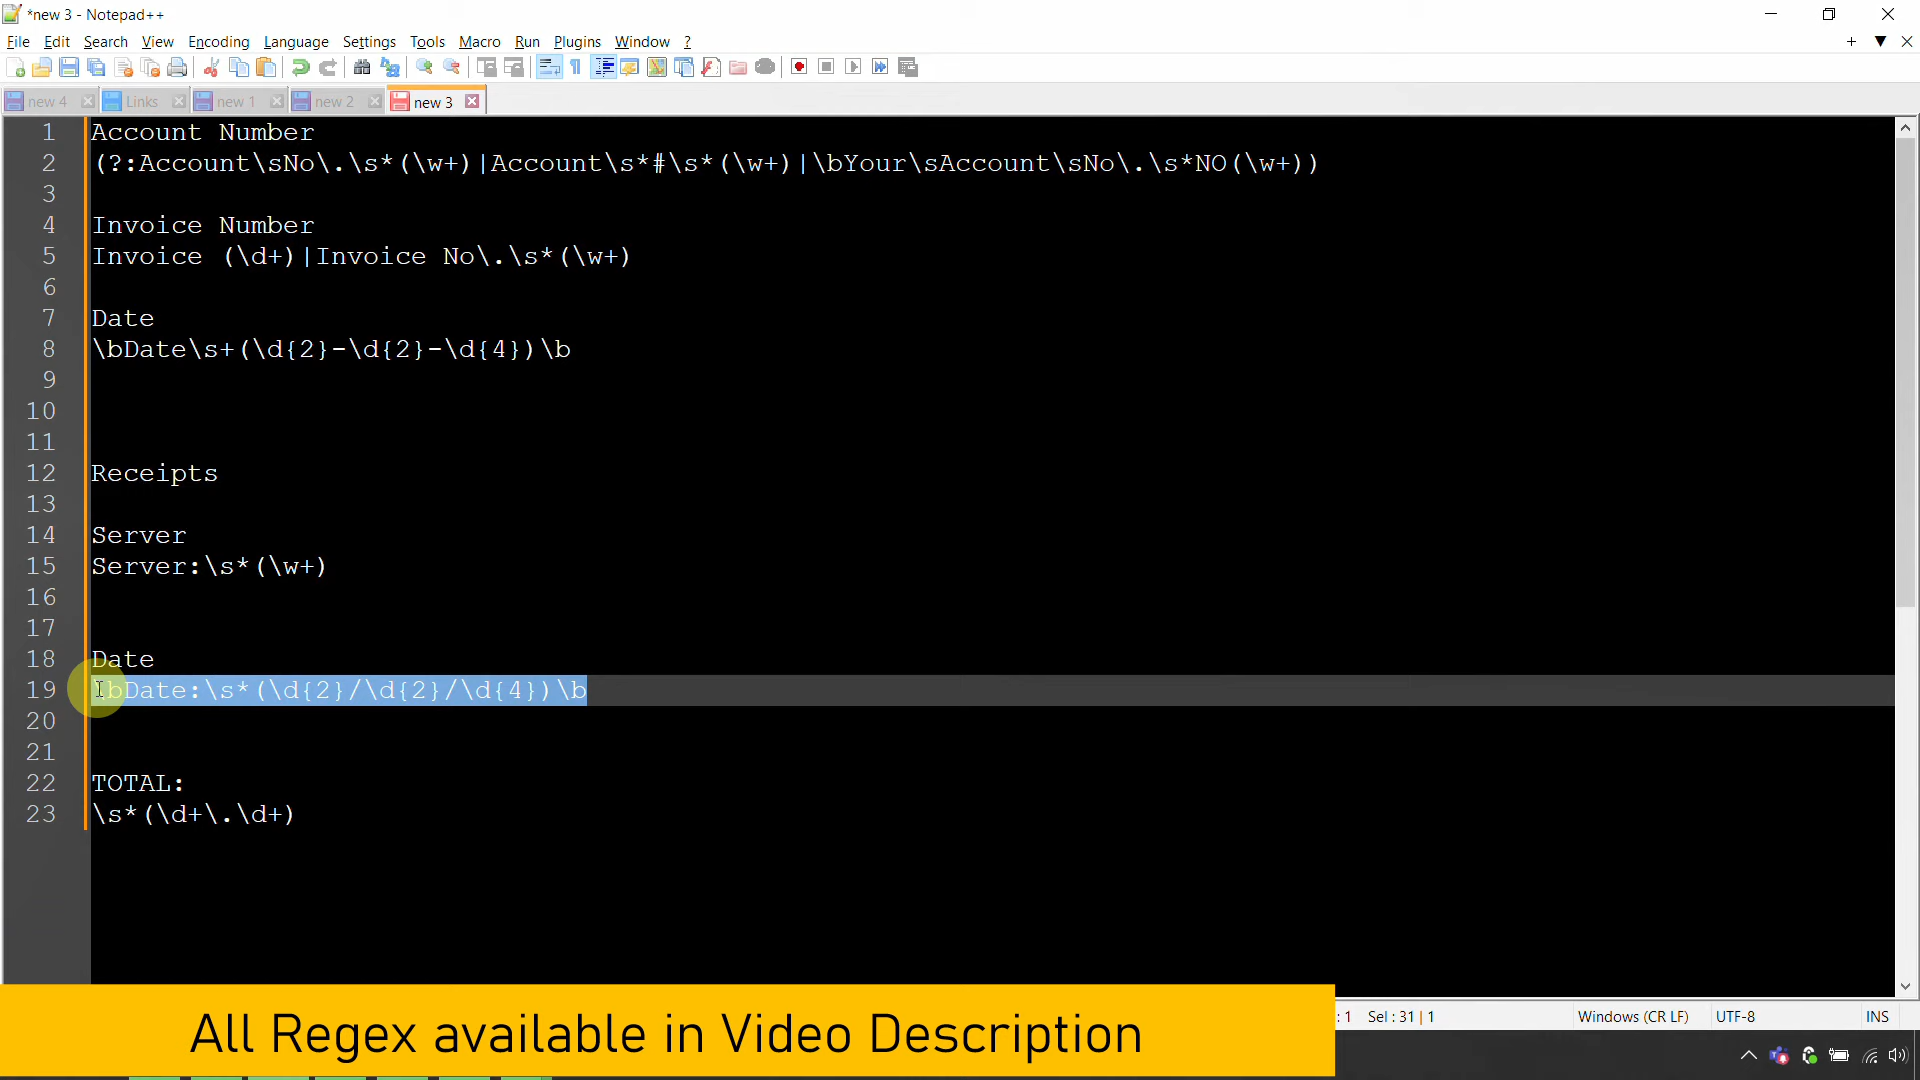 *new 3 - Notepad++
File Edit Search View Encoding Language Settings Tools Macro Run Plugins Window ?
new 4 Links new 1 new 2 new 3
1 Account Number
2 (?:Account\sNo\.\s*(\w+)|Account\s*#\s*(\w+)|\bYour\sAccount\sNo\.\s*NO(\w+))
3
4 Invoice Number
5 Invoice (\d+)|Invoice No\.\s*(\w+)
6
7 Date
8 \bDate\s+(\d{2}-\d{2}-\d{4})\b
9
10
11
12 Receipts
13
14 Server
15 Server:\s*(\w+)
16
17
18 Date
19 \bDate:\s*(\d{2}/\d{2}/\d{4})\b
20
21
22 TOTAL:
23 \s*(\d+\.\d+)
: 1 Sel : 31 | 1 Windows (CR LF) UTF-8 INS
All Regex available in Video Description